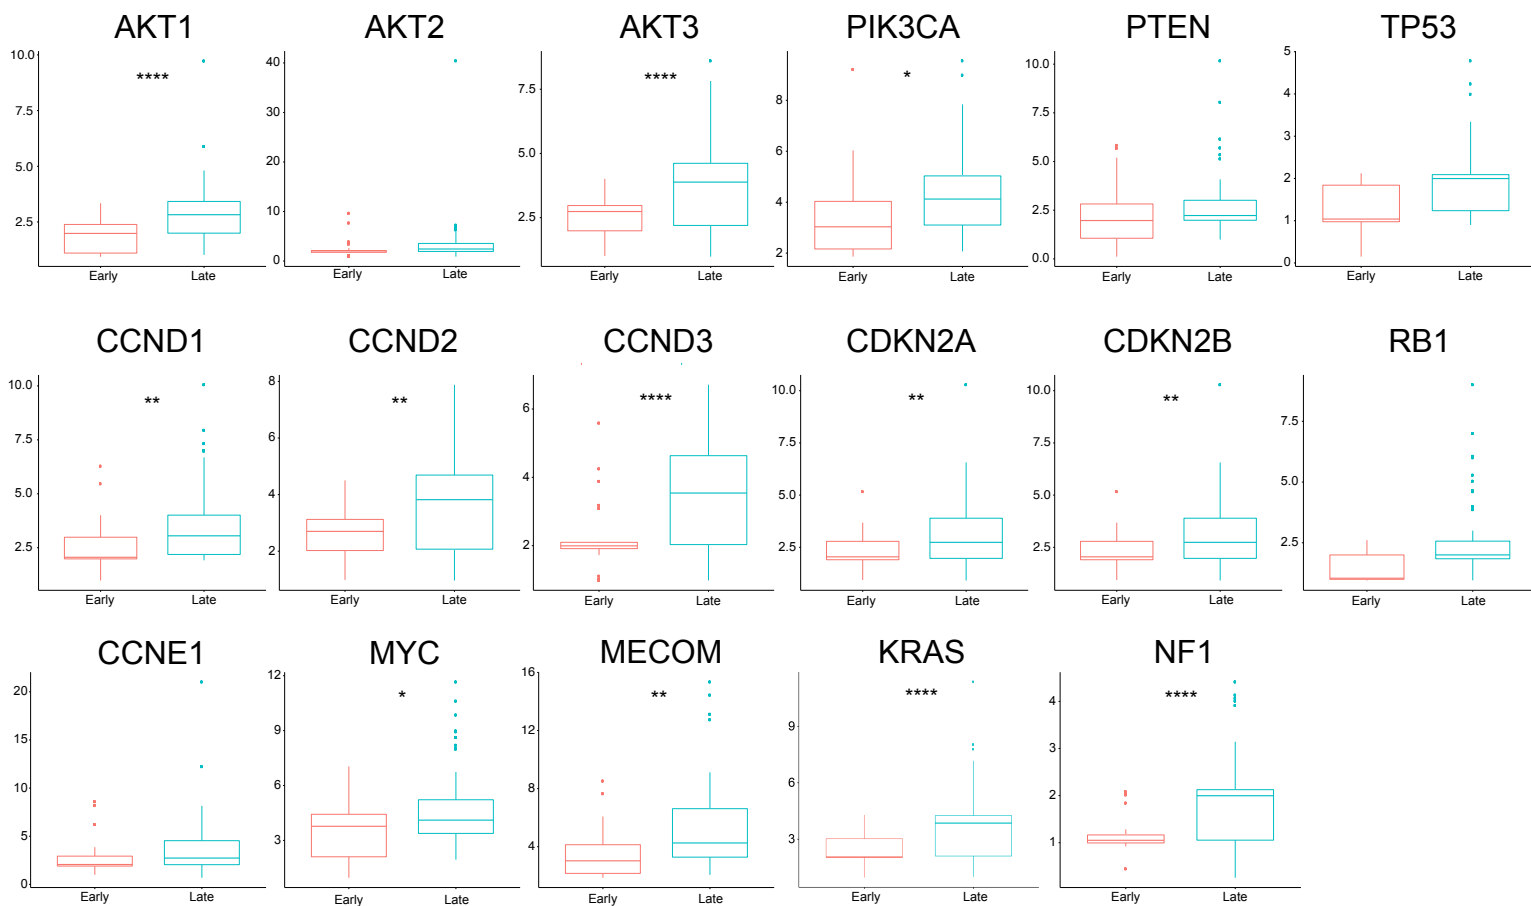 AKT1 AKT2 AKT3 PIK3CA PTEN TP53
10.0 7.5 5.0 2.5 **** Early Late
40 30 20 10 0 Early Late
7.5 5.0 2.5 **** Early Late
8 6 4 2 * Early Late
10.0 7.5 5.0 2.5 0.0 Early Late
5 4 3 2 1 0 Early Late
CCND1 CCND2 CCND3 CDKN2A CDKN2B RB1
10.0 7.5 5.0 2.5 ** Early Late
8 6 4 2 ** Early Late
6 4 2 **** Early Late
10.0 7.5 5.0 2.5 ** Early Late
10.0 7.5 5.0 2.5 ** Early Late
7.5 5.0 2.5 Early Late
CCNE1 MYC MECOM KRAS NF1
20 15 10 5 0 Early Late
12 9 6 3 * Early Late
16 12 8 4 ** Early Late
9 6 3 **** Early Late
4 3 2 1 **** Early Late